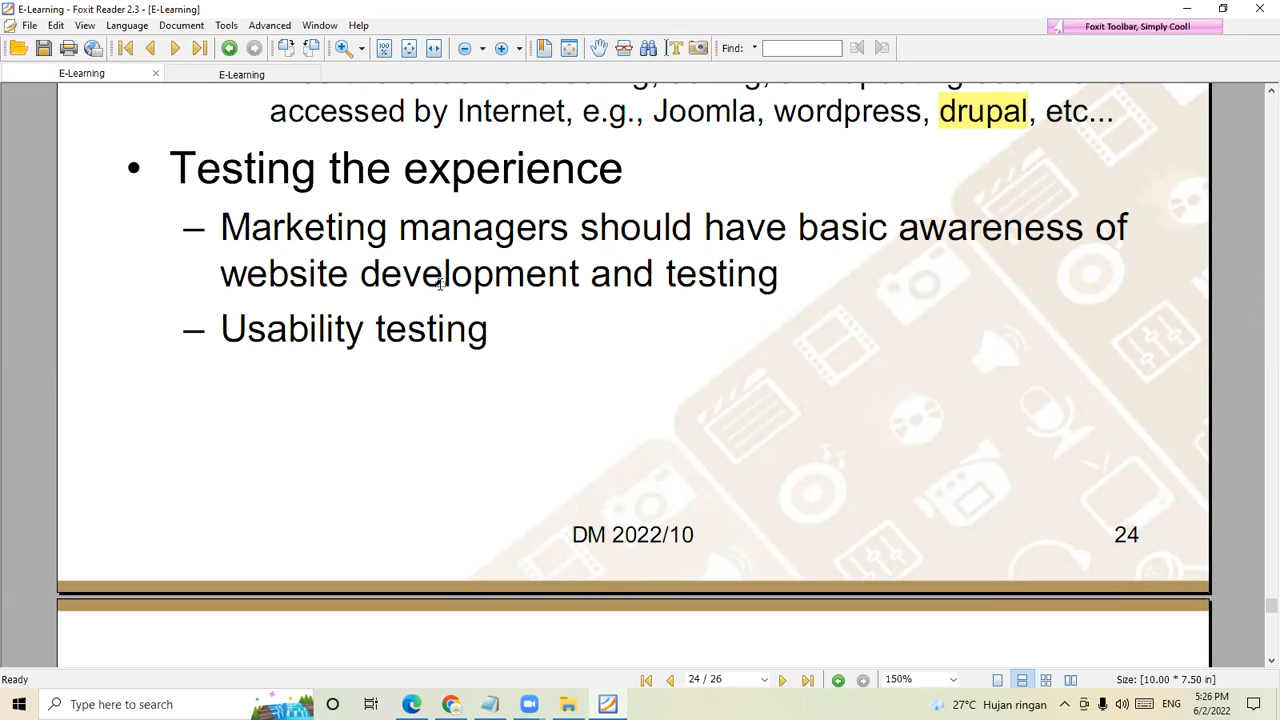 E-Learning - Foxit Reader 2.3 - [E-Learning]
File Edit View Language Document Tools Advanced Window Help
Foxit Toolbar, Simply Cool!
Find:
E-Learning
E-Learning
accessed by Internet, e.g., Joomla, wordpress, drupal, etc...
• Testing the experience
– Marketing managers should have basic awareness of
website development and testing
– Usability testing
DM 2022/10
24
Ready
24 / 26
150%
Size: [10.00 * 7.50 in]
Type here to search
27°C Hujan ringan
ENG
5:26 PM
6/2/2022